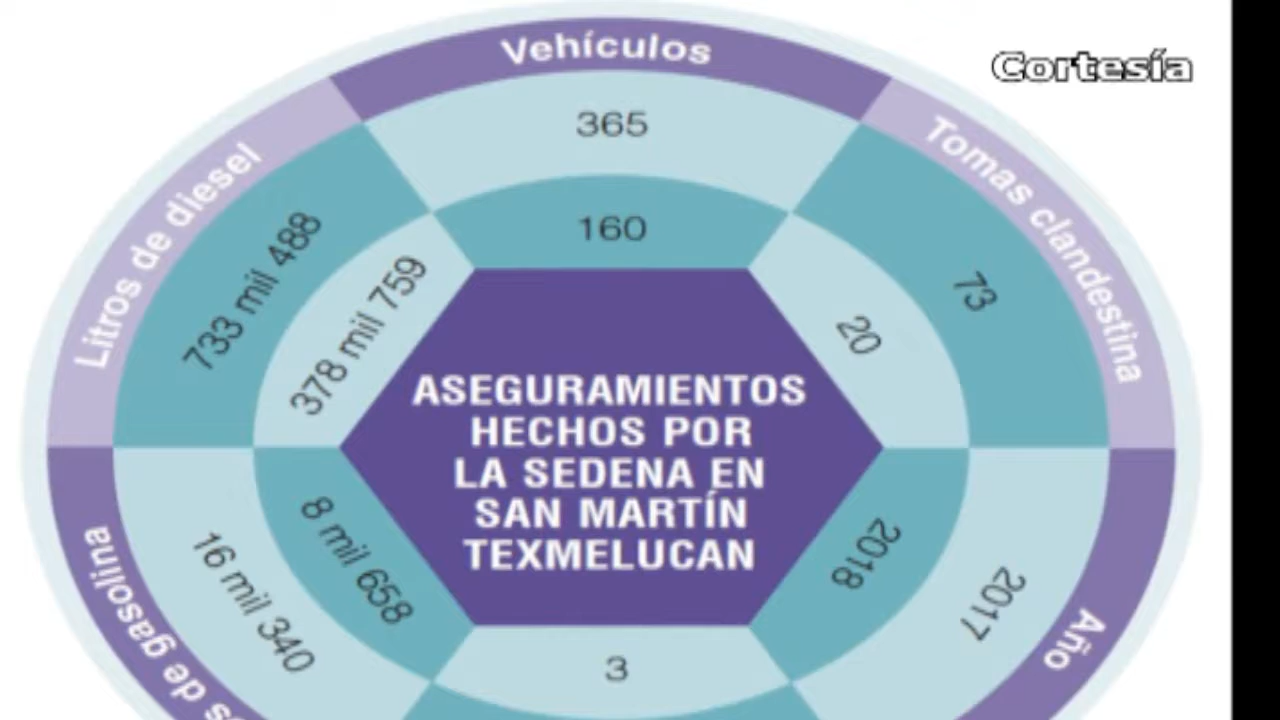 Vehículos
Cortesía
365
160
Tomas clandestina
73
20
Litros de diesel
733 mil 488
378 mil 759
ASEGURAMIENTOS
HECHOS POR
LA SEDENA EN
SAN MARTÍN
TEXMELUCAN
Año
2017
2018
de gasolina
16 mil 340
8 mil 658
3